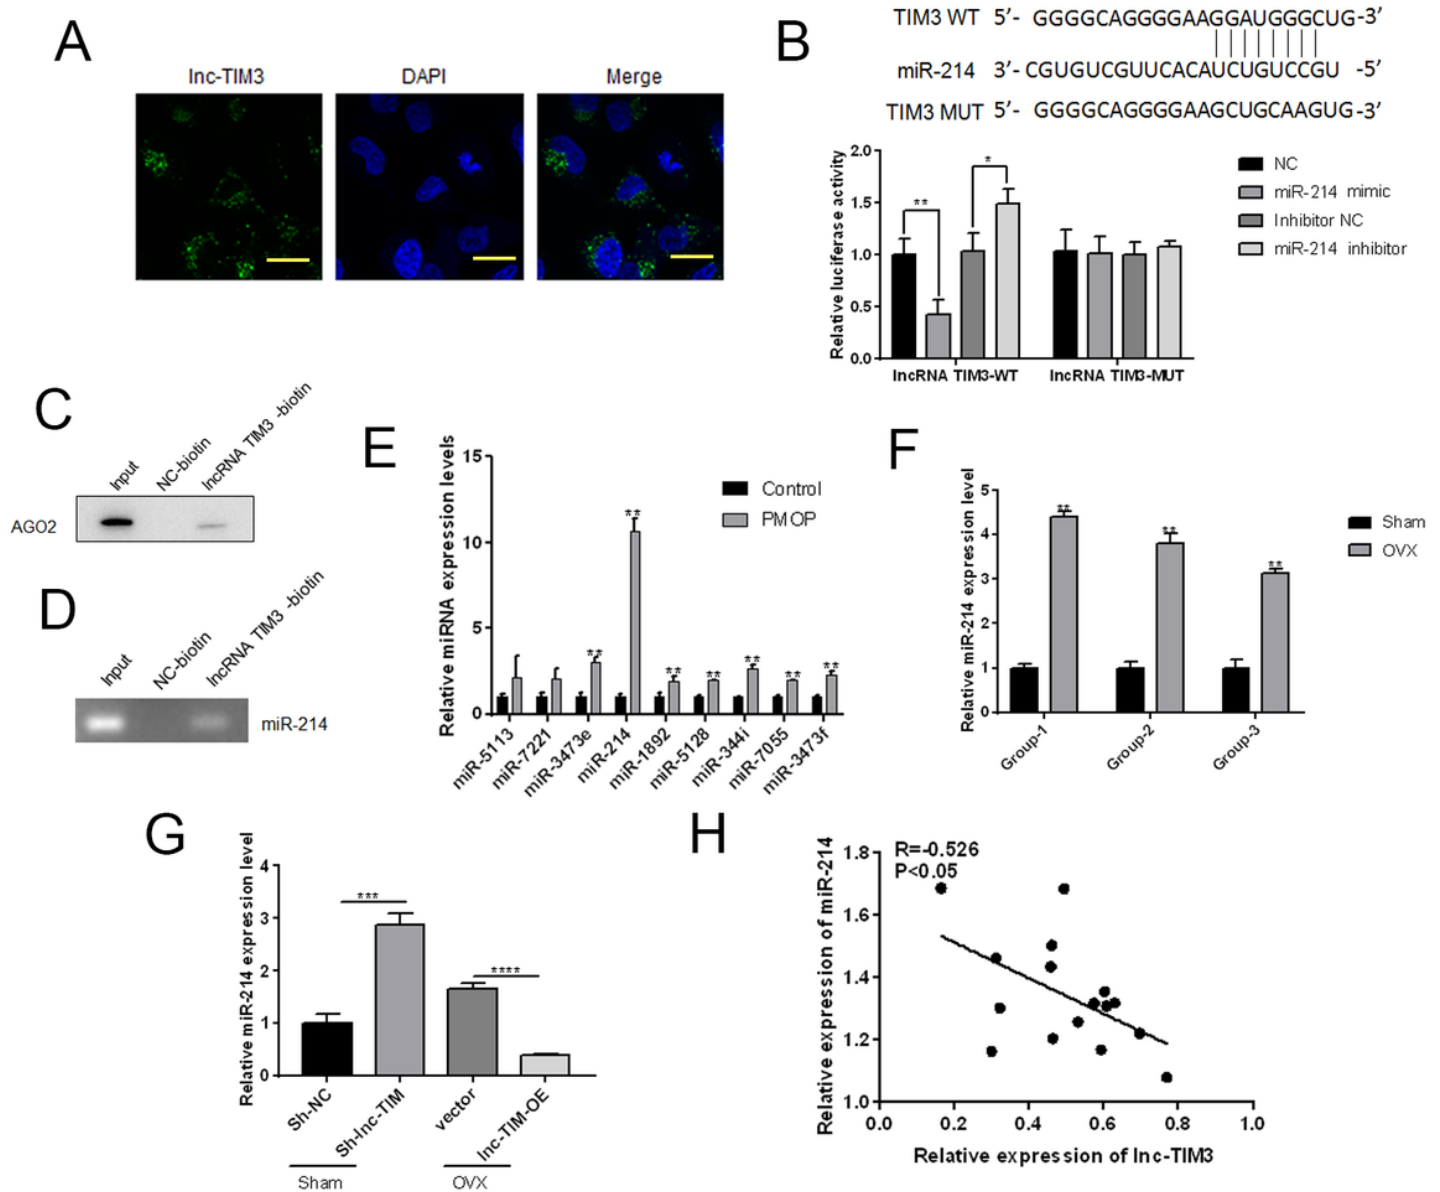 A
lnc-TIM3 DAPI Merge
B
TIM3 WT 5’- GGGGCAGGGGAAGGAUGGGCUG-3’
miR-214 3’- CGUGUCGUUCACAUCUGUCCGU -5’
TIM3 MUT 5’- GGGGCAGGGGAAGCUGCAAGUG-3’
Relative luciferase activity
2.0
1.5
1.0
0.5
0.0
**
*
lncRNA TIM3-WT lncRNA TIM3-MUT
NC
miR-214 mimic
Inhibitor NC
miR-214 inhibitor
C
Input NC-biotin lncRNA TIM3 -biotin
AGO2
D
Input NC-biotin lncRNA TIM3 -biotin
miR-214
E
Relative miRNA expression levels
15
10
5
0
** ** ** ** ** ** **
miR-5113 miR-7221 miR-3473e miR-214 miR-1892 miR-5128 miR-344i miR-7055 miR-3473f
Control
PMOP
F
Relative miR-214 expression level
5
4
3
2
1
0
** ** **
Group-1 Group-2 Group-3
Sham
OVX
G
Relative miR-214 expression level
4
3
2
1
0
*** ****
Sh-NC Sh-lnc-TIM vector lnc-TIM-OE
Sham OVX
H
Relative expression of miR-214
R=-0.526
P<0.05
1.8
1.6
1.4
1.2
1.0
0.0 0.2 0.4 0.6 0.8 1.0
Relative expression of lnc-TIM3